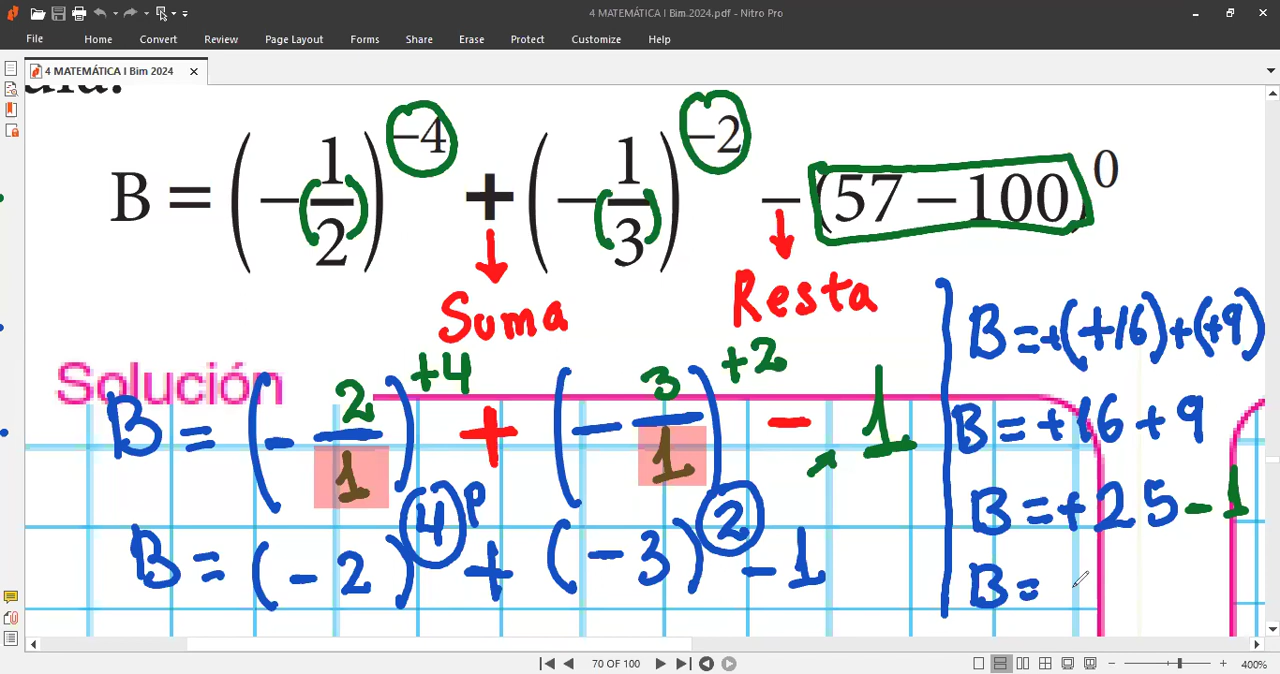 4 MATEMÁTICA I Bim.2024.pdf - Nitro Pro
File Home Convert Review Page Layout Forms Share Erase Protect Customize Help
4 MATEMÁTICA I Bim 2024
B = (−1/2)^−4 + (−1/3)^−2 − (57 − 100)^0
Suma
Resta
Solución
B = (−2/1)^+4 + (−3/1)^+2 − 1
B = (−2)^4 p + (−3)^2 − 1
B = +(+16) + (+9)
B = +16 + 9
B = +25 − 1
B =
70 OF 100
400%